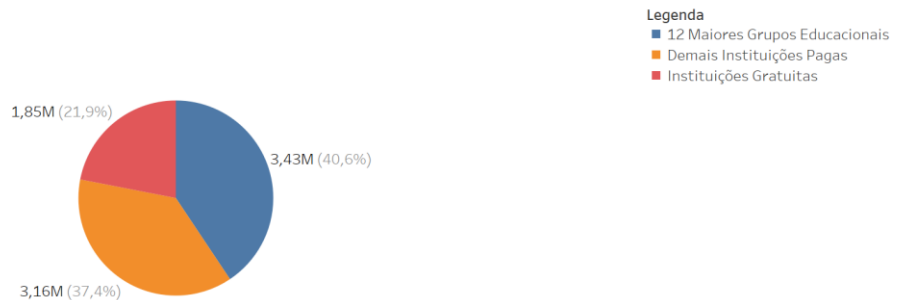 Legenda
12 Maiores Grupos Educacionais
Demais Instituições Pagas
Instituições Gratuitas
1,85M (21,9%)
3,43M (40,6%)
3,16M (37,4%)